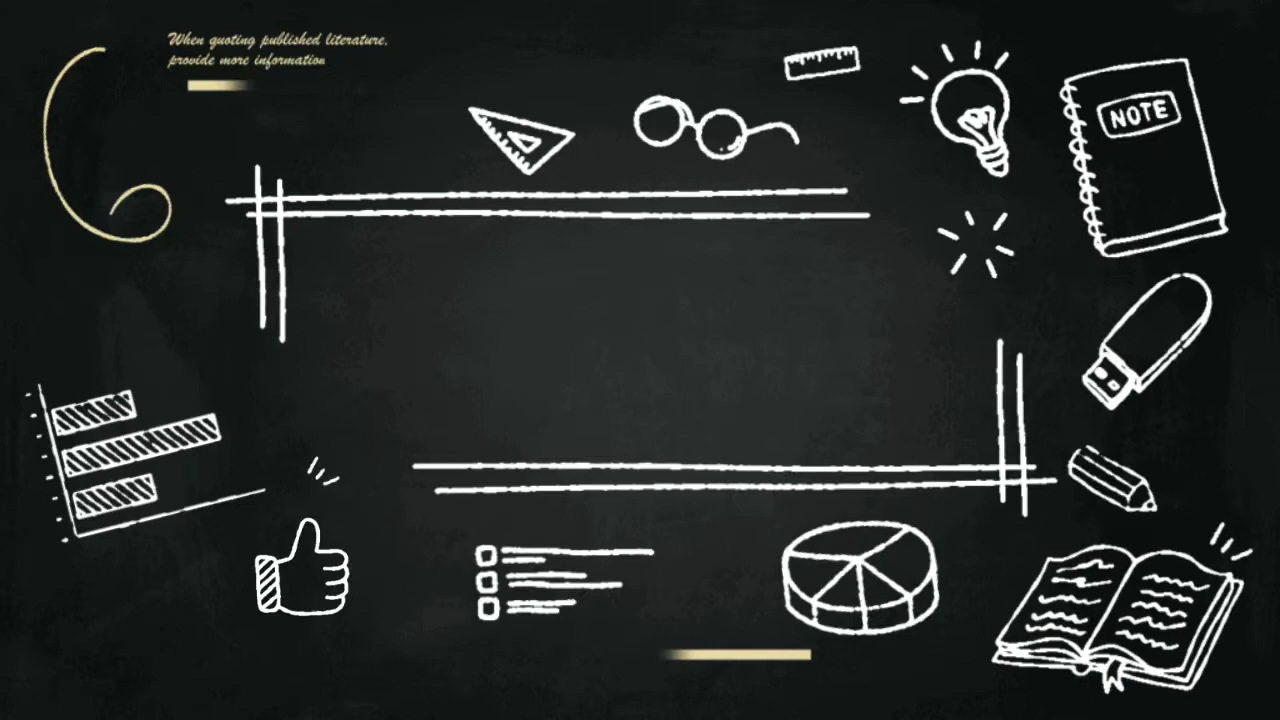 When quoting published literature,
provide more information
NOTE